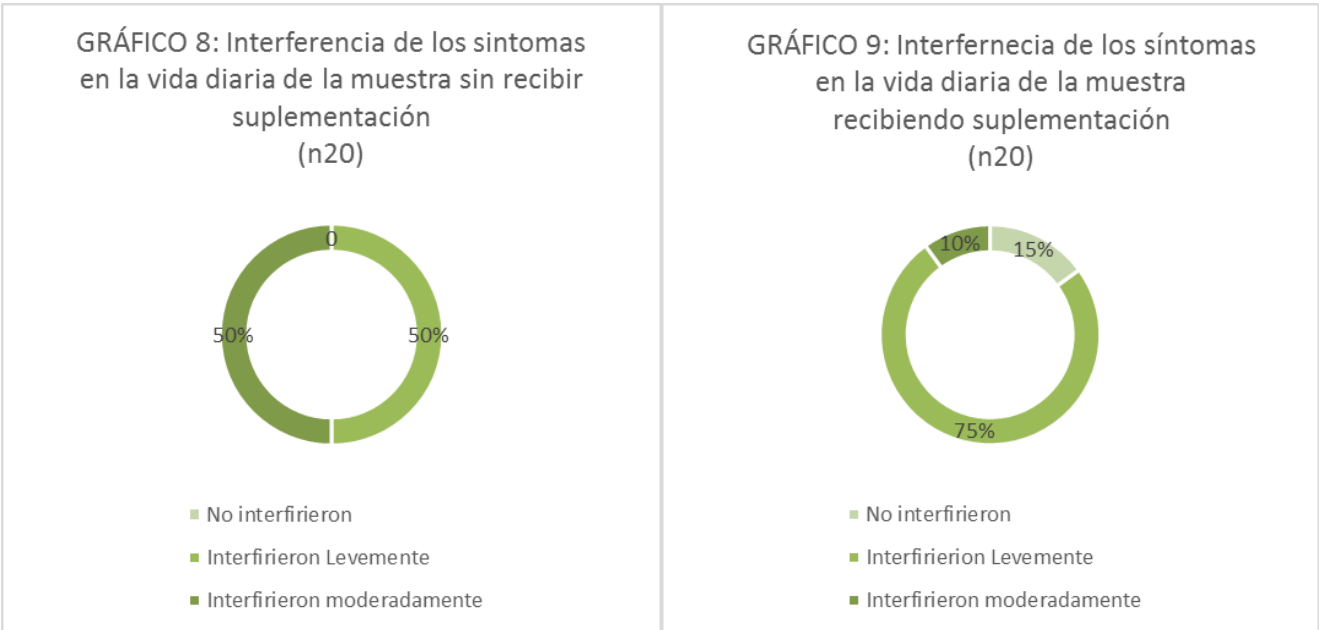 GRÁFICO 8: Interferencia de los sintomas
en la vida diaria de la muestra sin recibir
suplementación
(n20)
0
50%
50%
No interfirieron
Interfirieron Levemente
Interfirieron moderadamente
GRÁFICO 9: Interfernecia de los síntomas
en la vida diaria de la muestra
recibiendo suplementación
(n20)
10%
15%
75%
No interfirieron
Interfirierion Levemente
Interfirieron moderadamente